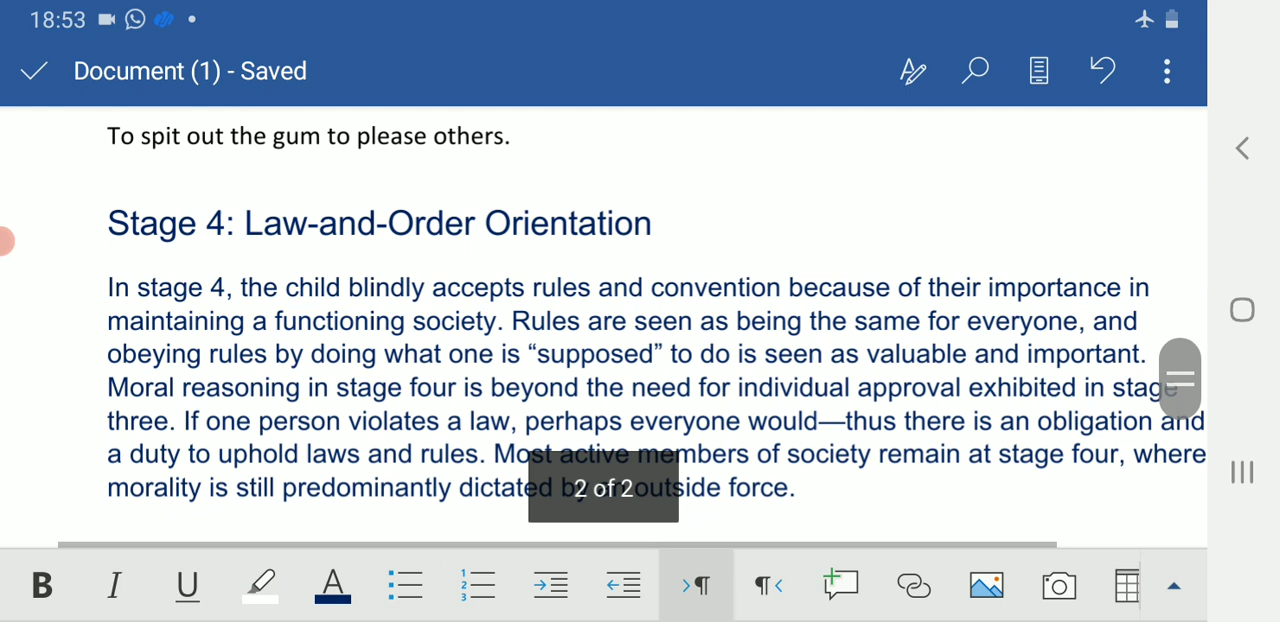 18:53
Document (1) - Saved
To spit out the gum to please others.
Stage 4: Law-and-Order Orientation
In stage 4, the child blindly accepts rules and convention because of their importance in
maintaining a functioning society. Rules are seen as being the same for everyone, and
obeying rules by doing what one is “supposed” to do is seen as valuable and important.
Moral reasoning in stage four is beyond the need for individual approval exhibited in stage
three. If one person violates a law, perhaps everyone would—thus there is an obligation and
a duty to uphold laws and rules. Most active members of society remain at stage four, where
morality is still predominantly dictated by an outside force.
2 of 2
B I U A